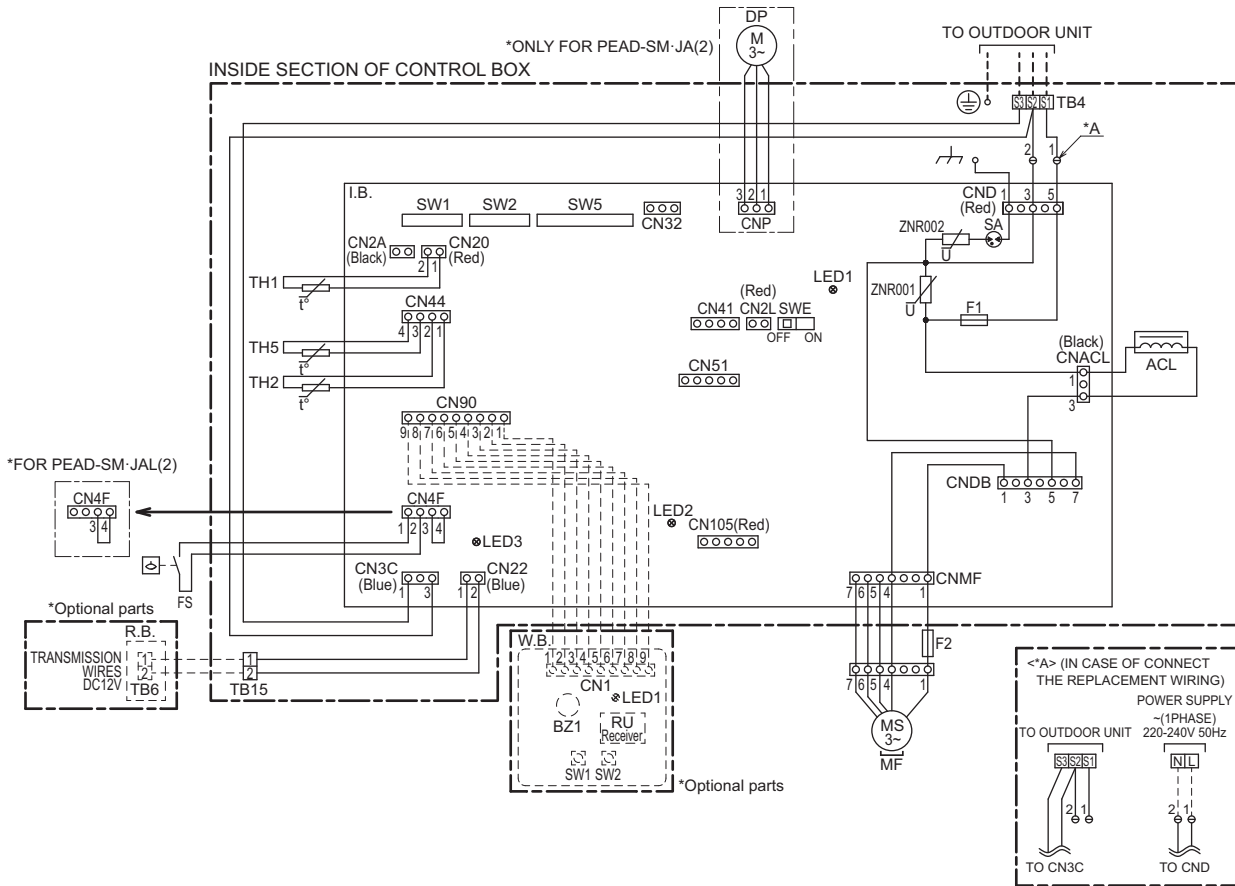 DP
M
3~
*ONLY FOR PEAD-SM·JA(2)
TO OUTDOOR UNIT
INSIDE SECTION OF CONTROL BOX
S3 S2 S1 TB4
*A
2 1
I.B.
SW1 SW2 SW5
CN32
3 2 1
CNP
CND
(Red)
1 3 5
ZNR002
SA
U
CN2A
(Black)
CN20
(Red)
2 1
TH1
t°
LED1
ZNR001
U
F1
CN44
4 3 2 1
(Red)
CN41 CN2L SWE
OFF ON
TH5
t°
(Black)
CNACL
1
3
ACL
TH2
t°
CN51
CN90
9 8 7 6 5 4 3 2 1
*FOR PEAD-SM·JAL(2)
CN4F
3 4
CN4F
1 2 3 4
CNDB
1 3 5 7
LED2
CN105(Red)
LED3
FS
CN3C
(Blue)
1 3
CN22
(Blue)
1 2
CNMF
7 6 5 4 1
*Optional parts
R.B.
TRANSMISSION
WIRES
DC12V
1
2
TB6
1
2
TB15
W.B.
1 2 3 4 5 6 7 8 9
CN1
LED1
BZ1
RU
Receiver
SW1 SW2
*Optional parts
F2
7 6 5 4 1
MS
3~
MF
<*A> (IN CASE OF CONNECT
THE REPLACEMENT WIRING)
POWER SUPPLY
~(1PHASE)
220-240V 50Hz
TO OUTDOOR UNIT
S3 S2 S1
N L
2 1
2 1
TO CN3C
TO CND